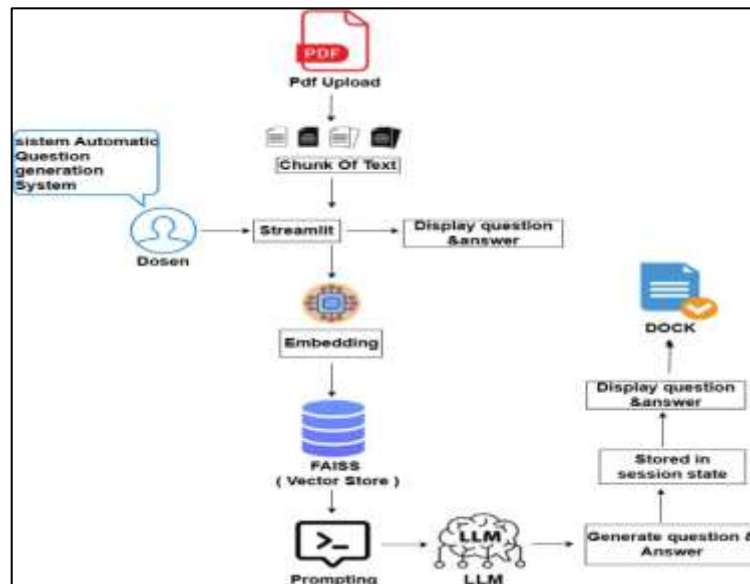 PDF
Pdf Upload
Chunk Of Text
sistem Automatic
Question
generation
System
Dosen
Streamlit
Display question
&answer
Embedding
FAISS
( Vector Store )
Prompting
LLM
LLM
Generate question &
Answer
Stored in
session state
Display question
&answer
DOCK